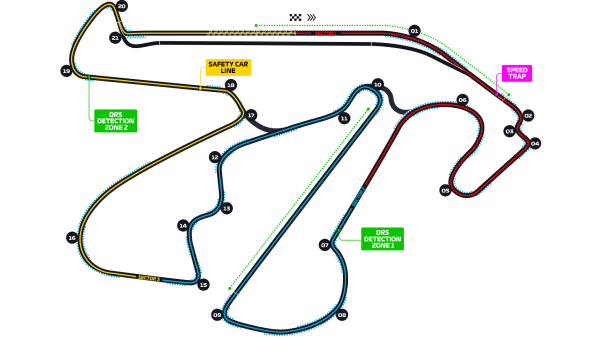 20
21
01
SAFETY CAR
LINE
SPEED
TRAP
19
18
10
06
02
DRS
DETECTION
ZONE 2
17
11
03
04
12
05
13
14
16
07
DRS
DETECTION
ZONE 1
SECTOR 3
15
09
08